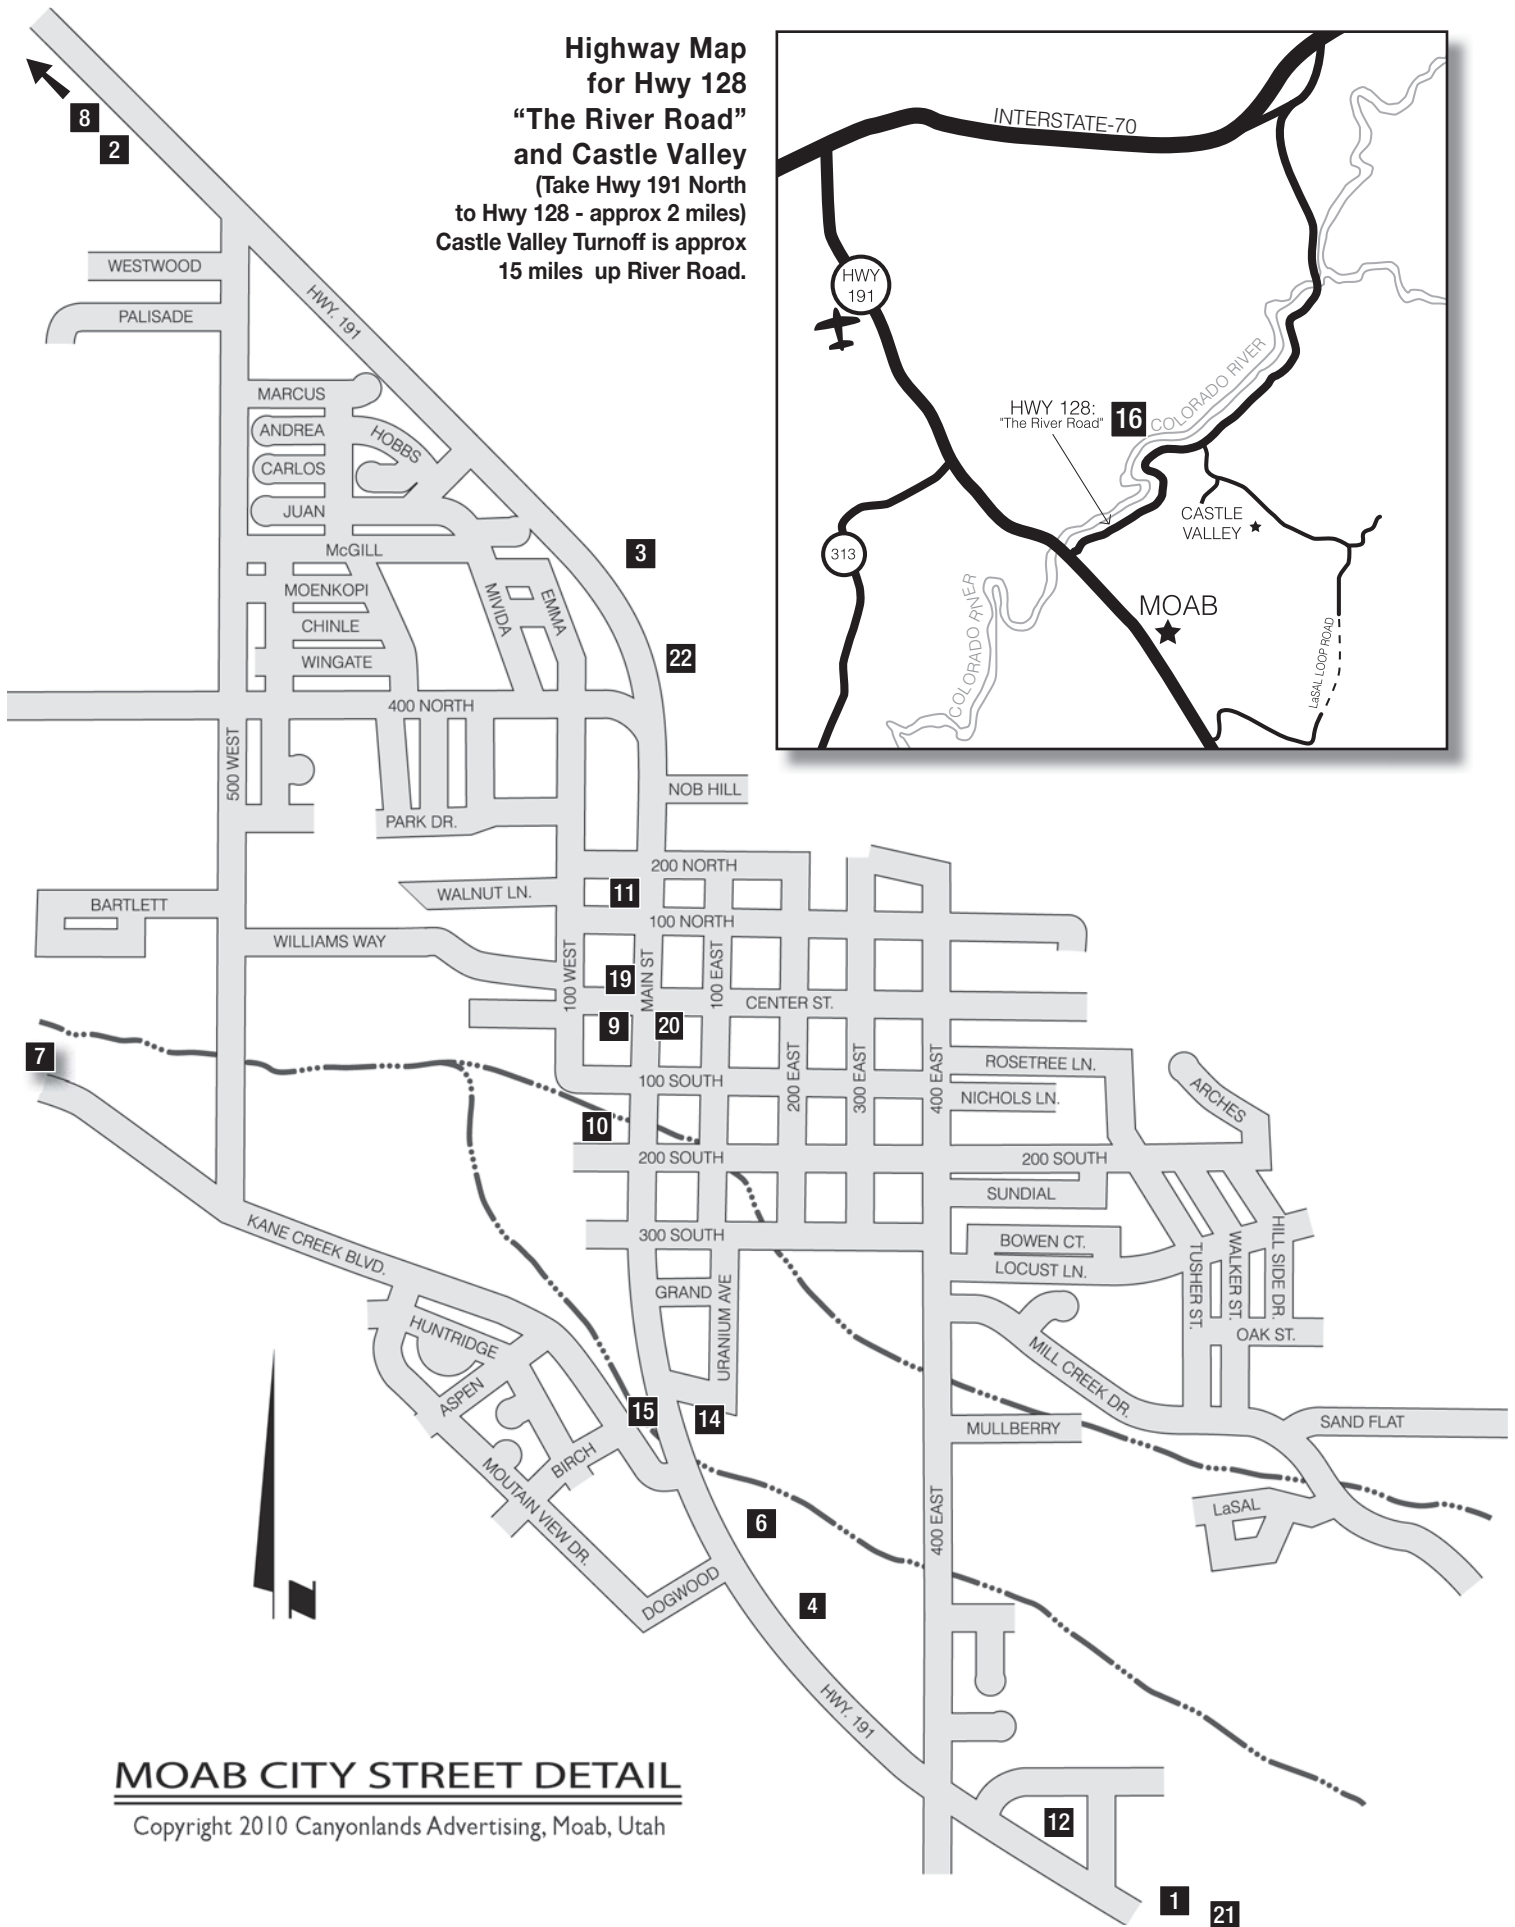 Highway Map
for Hwy 128
“The River Road”
and Castle Valley
(Take Hwy 191 North
to Hwy 128 - approx 2 miles)
Castle Valley Turnoff is approx
15 miles up River Road.
INTERSTATE-70
HWY
191
COLORADO RIVER
HWY 128:
"The River Road"
16
CASTLE
VALLEY
313
MOAB
COLORADO RIVER
LaSAL LOOP ROAD
8
2
WESTWOOD
PALISADE
HWY. 191
MARCUS
ANDREA
HOBBS
CARLOS
JUAN
McGILL
3
MOENKOPI
MIVIDA
EMMA
CHINLE
WINGATE
22
400 NORTH
500 WEST
NOB HILL
PARK DR.
200 NORTH
WALNUT LN.
11
BARTLETT
100 NORTH
WILLIAMS WAY
100 WEST
19
MAIN ST
100 EAST
CENTER ST.
9
20
7
200 EAST
300 EAST
400 EAST
ROSETREE LN.
100 SOUTH
NICHOLS LN.
ARCHES
10
200 SOUTH
200 SOUTH
SUNDIAL
300 SOUTH
KANE CREEK BLVD.
BOWEN CT.
LOCUST LN.
TUSHER ST.
WALKER ST.
HILL SIDE DR.
GRAND
URANIUM AVE
HUNTRIDGE
OAK ST.
MILL CREEK DR.
ASPEN
15
14
MULLBERRY
SAND FLAT
BIRCH
MOUTAIN VIEW DR.
LaSAL
6
400 EAST
DOGWOOD
4
HWY. 191
MOAB CITY STREET DETAIL
Copyright 2010 Canyonlands Advertising, Moab, Utah
12
1
21